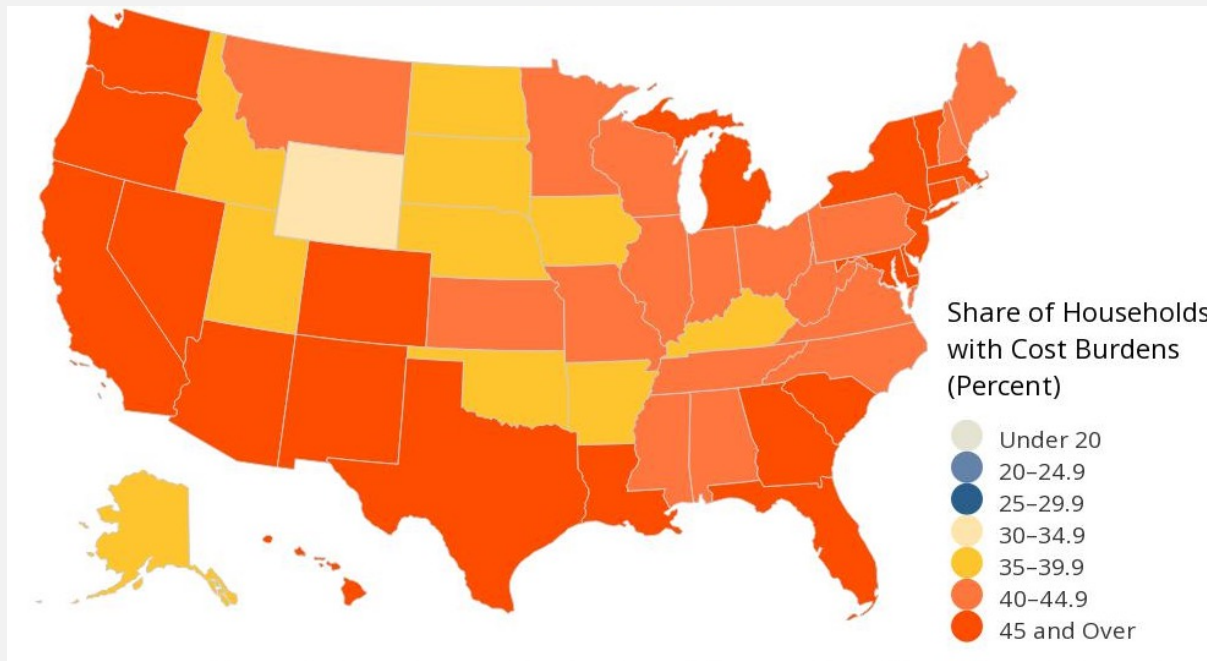 Share of Households
with Cost Burdens
(Percent)
Under 20
20–24.9
25–29.9
30–34.9
35–39.9
40–44.9
45 and Over